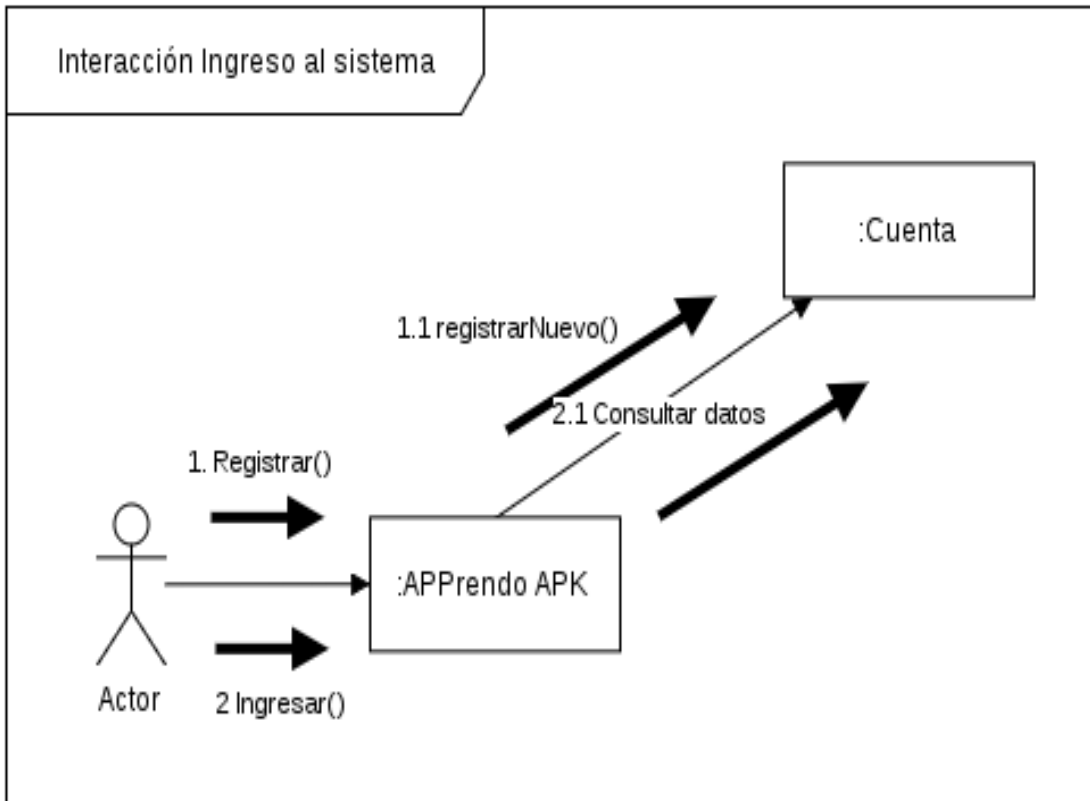 Interacción Ingreso al sistema
:Cuenta
1.1 registrarNuevo()
2.1 Consultar datos
1. Registrar()
:APPrendo APK
Actor
2 Ingresar()